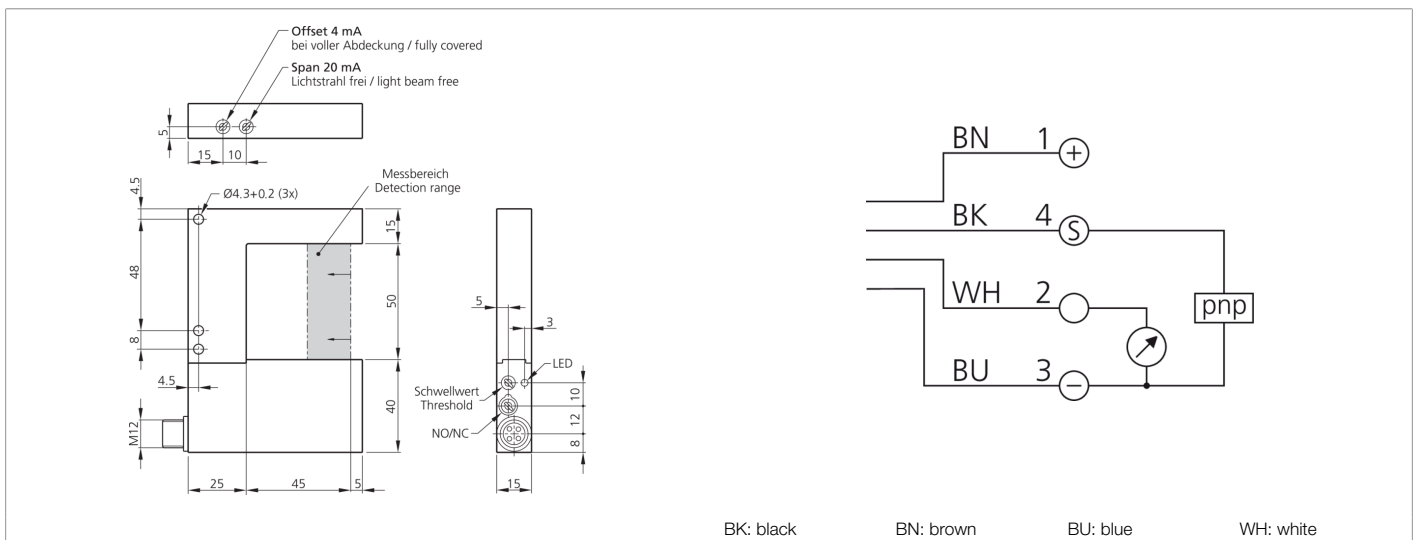 Offset 4 mA
bei voller Abdeckung / fully covered
Span 20 mA
Lichtstrahl frei / light beam free
5
15
10
Messbereich
Detection range
4.5
Ø4.3+0.2 (3x)
15
48
50
8
4.5
40
M12
25
45
5
5
3
LED
Schwellwert
Threshold
10
NO/NC
12
8
15
BN 1 +
BK 4 S
WH 2
pnp
BU 3 −
BK: black BN: brown BU: blue WH: white